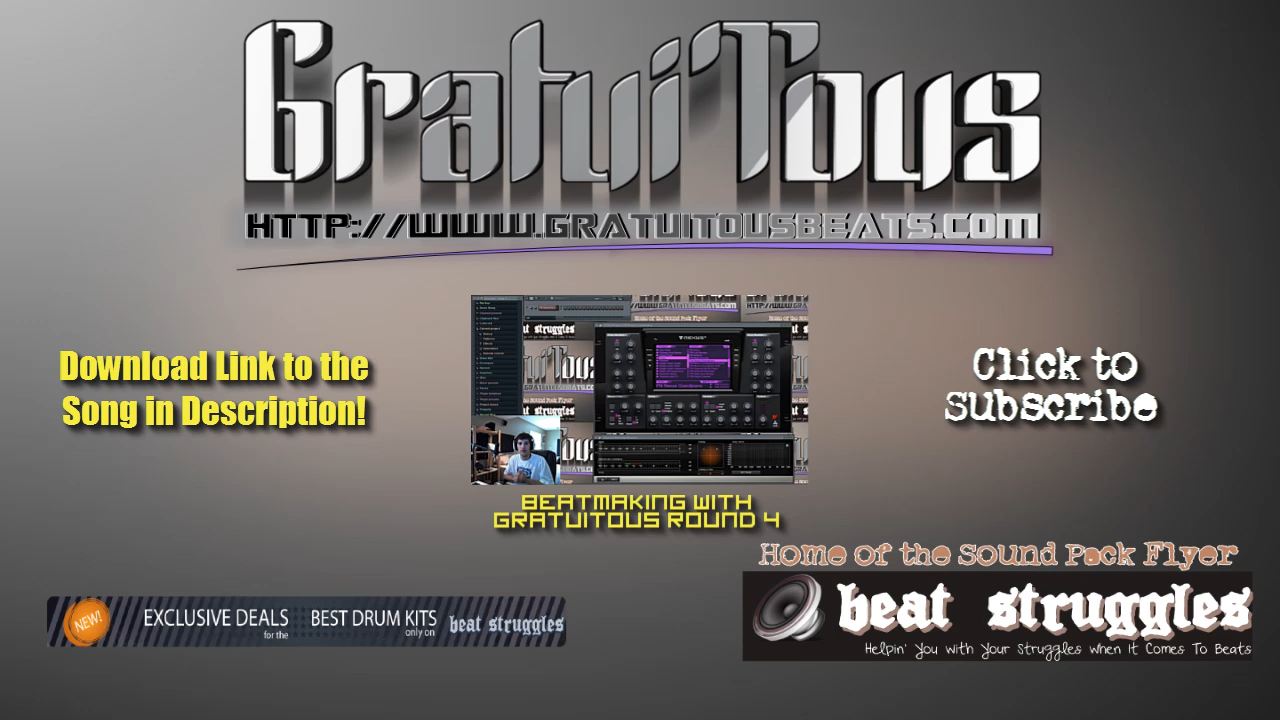 GratuiTous
HTTP://WWW.GRATUITOUSBEATS.COM
Download Link to the
Song in Description!
Click to
Subscribe
BEATMAKING WITH
GRATUITOUS ROUND 4
Home of the Sound Pack Flyer
beat struggles
Helpin' You with Your Struggles When It Comes To Beats
NEW!
EXCLUSIVE DEALS
for the
BEST DRUM KITS
only on
beat struggles